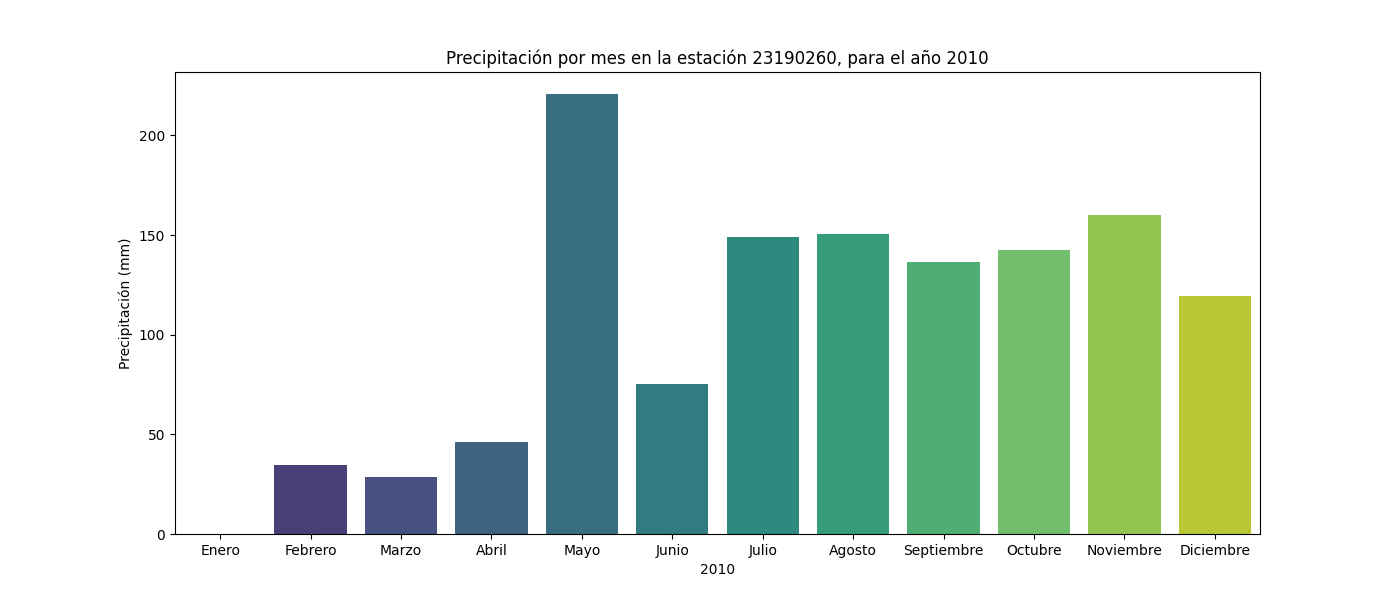 Precipitación por mes en la estación 23190260, para el año 2010
Precipitación (mm)
200
150
100
50
0
Enero Febrero Marzo Abril Mayo Junio Julio Agosto Septiembre Octubre Noviembre Diciembre
2010